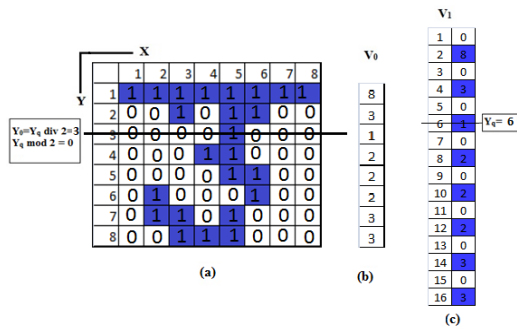 X
Y
1 2 3 4 5 6 7 8
1 1 1 1 1 1 1 1 1
2 0 0 1 0 1 1 0 0
3 0 0 0 0 1 0 0 0
4 0 0 0 1 1 0 0 0
5 0 0 0 0 1 1 0 0
6 0 1 0 0 0 1 0 0
7 0 1 1 0 1 0 0 0
8 0 0 1 1 1 0 0 0
Y0=Yq div 2=3
Yq mod 2 = 0
(a)
V0
8
3
1
2
2
2
3
3
(b)
V1
1 0
2 8
3 0
4 3
5 0
6 1
7 0
8 2
9 0
10 2
11 0
12 2
13 0
14 3
15 0
16 3
Yq= 6
(c)